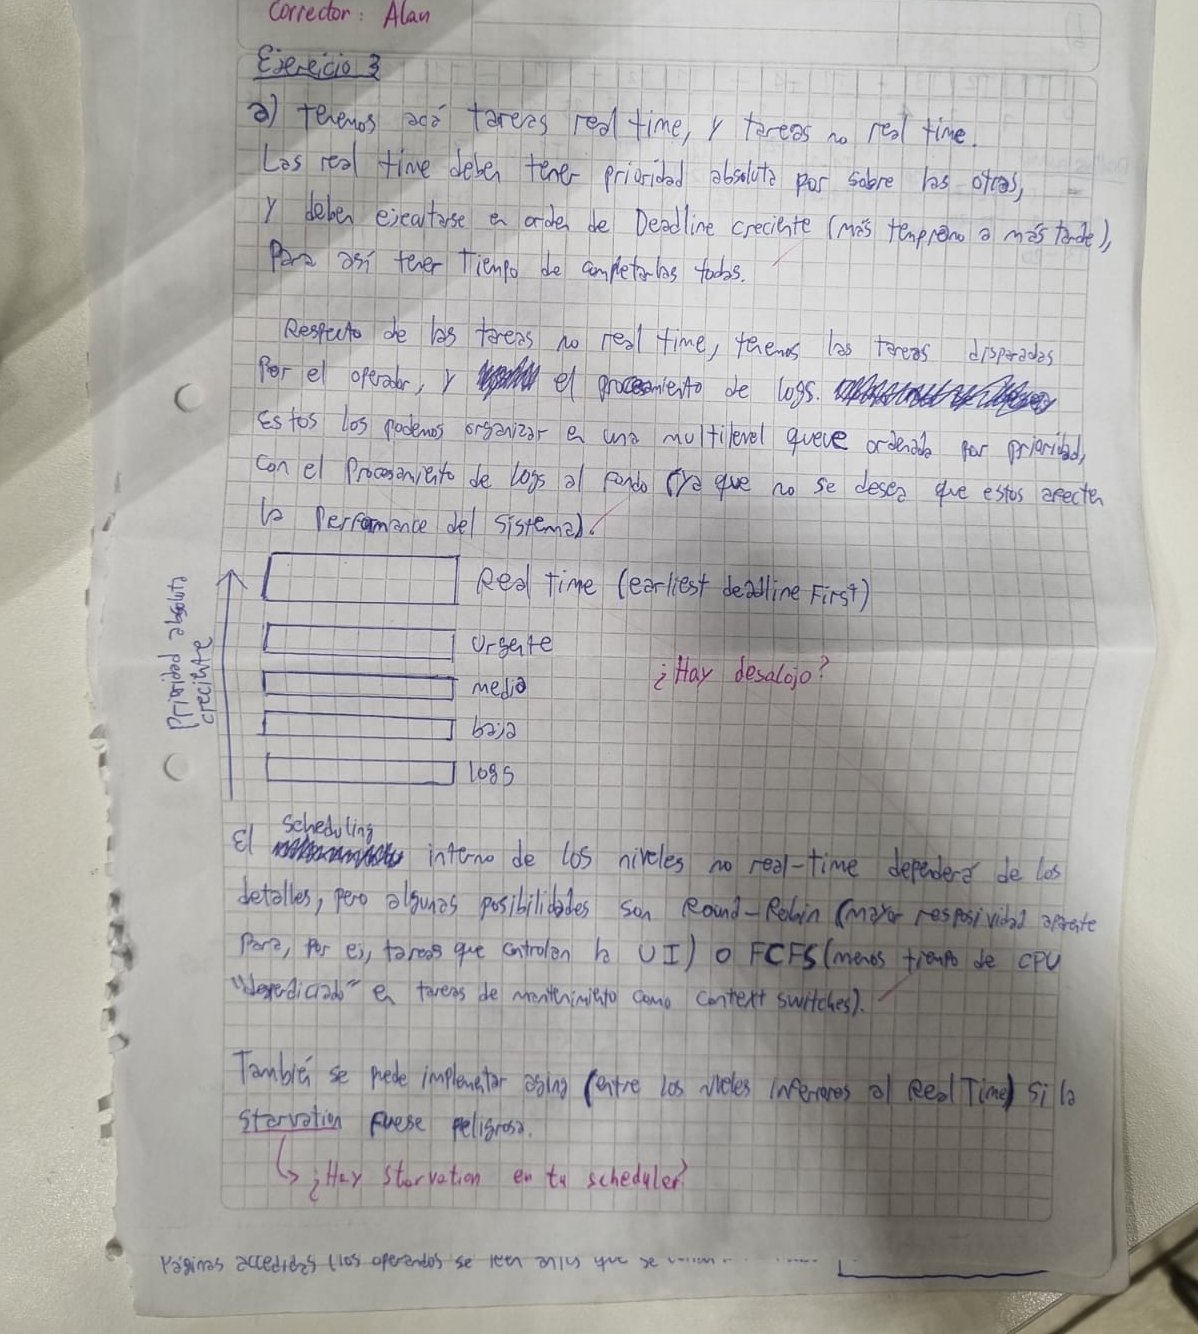 Corrector: Alan
Ejercicio 3
a) tenemos acá tareas real time, y tareas no real time.
Las real time deben tener prioridad absoluta por sobre las otras,
y deben ejecutarse en orden de Deadline creciente (más temprano a más tarde),
Para así tener Tiempo de completarlas todas.
Respecto de las tareas no real time, tenemos las tareas disparadas
Por el operador, y el procesamiento de logs.
Estos los podemos organizar en una multilevel queue ordenada por prioridad,
con el Procesamiento de logs al fondo (ya que no se desea que estos afecten
la Performance del sistema).
Prioridad absoluta
creciente
Real Time (earliest deadline First)
Urgente
media
¿Hay desalojo?
baja
logs
Scheduling
El interno de los niveles no real-time dependerá de los
detalles, pero algunas posibilidades son Round-Robin (mayor resposividad aparente
para, por ej, tareas que controlan la UI) o FCFS (menos tiempo de CPU
"desperdiciado" en tareas de mantenimiento como context switches).
También se puede implementar aging (entre los niveles inferiores al Real Time) si la
starvation fuese peligrosa.
↳ ¿Hay starvation en tu scheduler?
Páginas accedidas (los operandos se leen antes que se